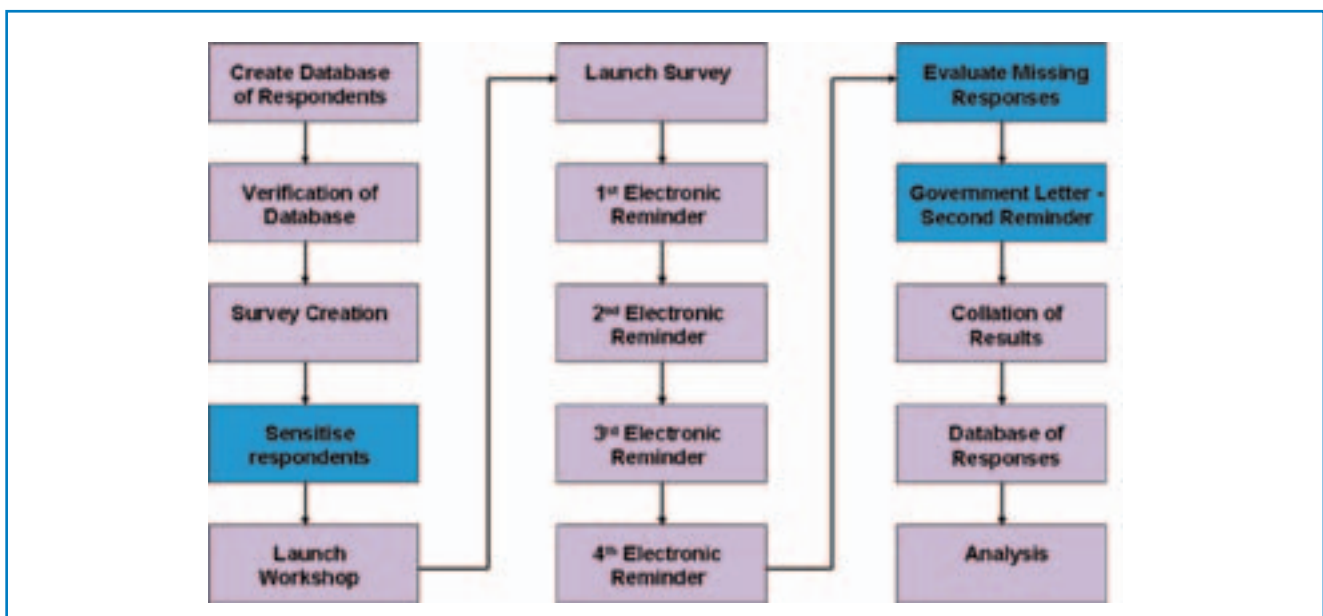 Create Database
of Respondents
Verification of
Database
Survey Creation
Sensitise
respondents
Launch
Workshop
Launch Survey
1st Electronic
Reminder
2nd Electronic
Reminder
3rd Electronic
Reminder
4th Electronic
Reminder
Evaluate Missing
Responses
Government Letter -
Second Reminder
Collation of
Results
Database of
Responses
Analysis